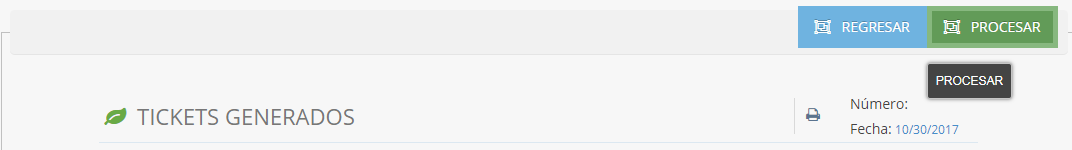 REGRESAR PROCESAR
PROCESAR
TICKETS GENERADOS
Número:
Fecha: 10/30/2017